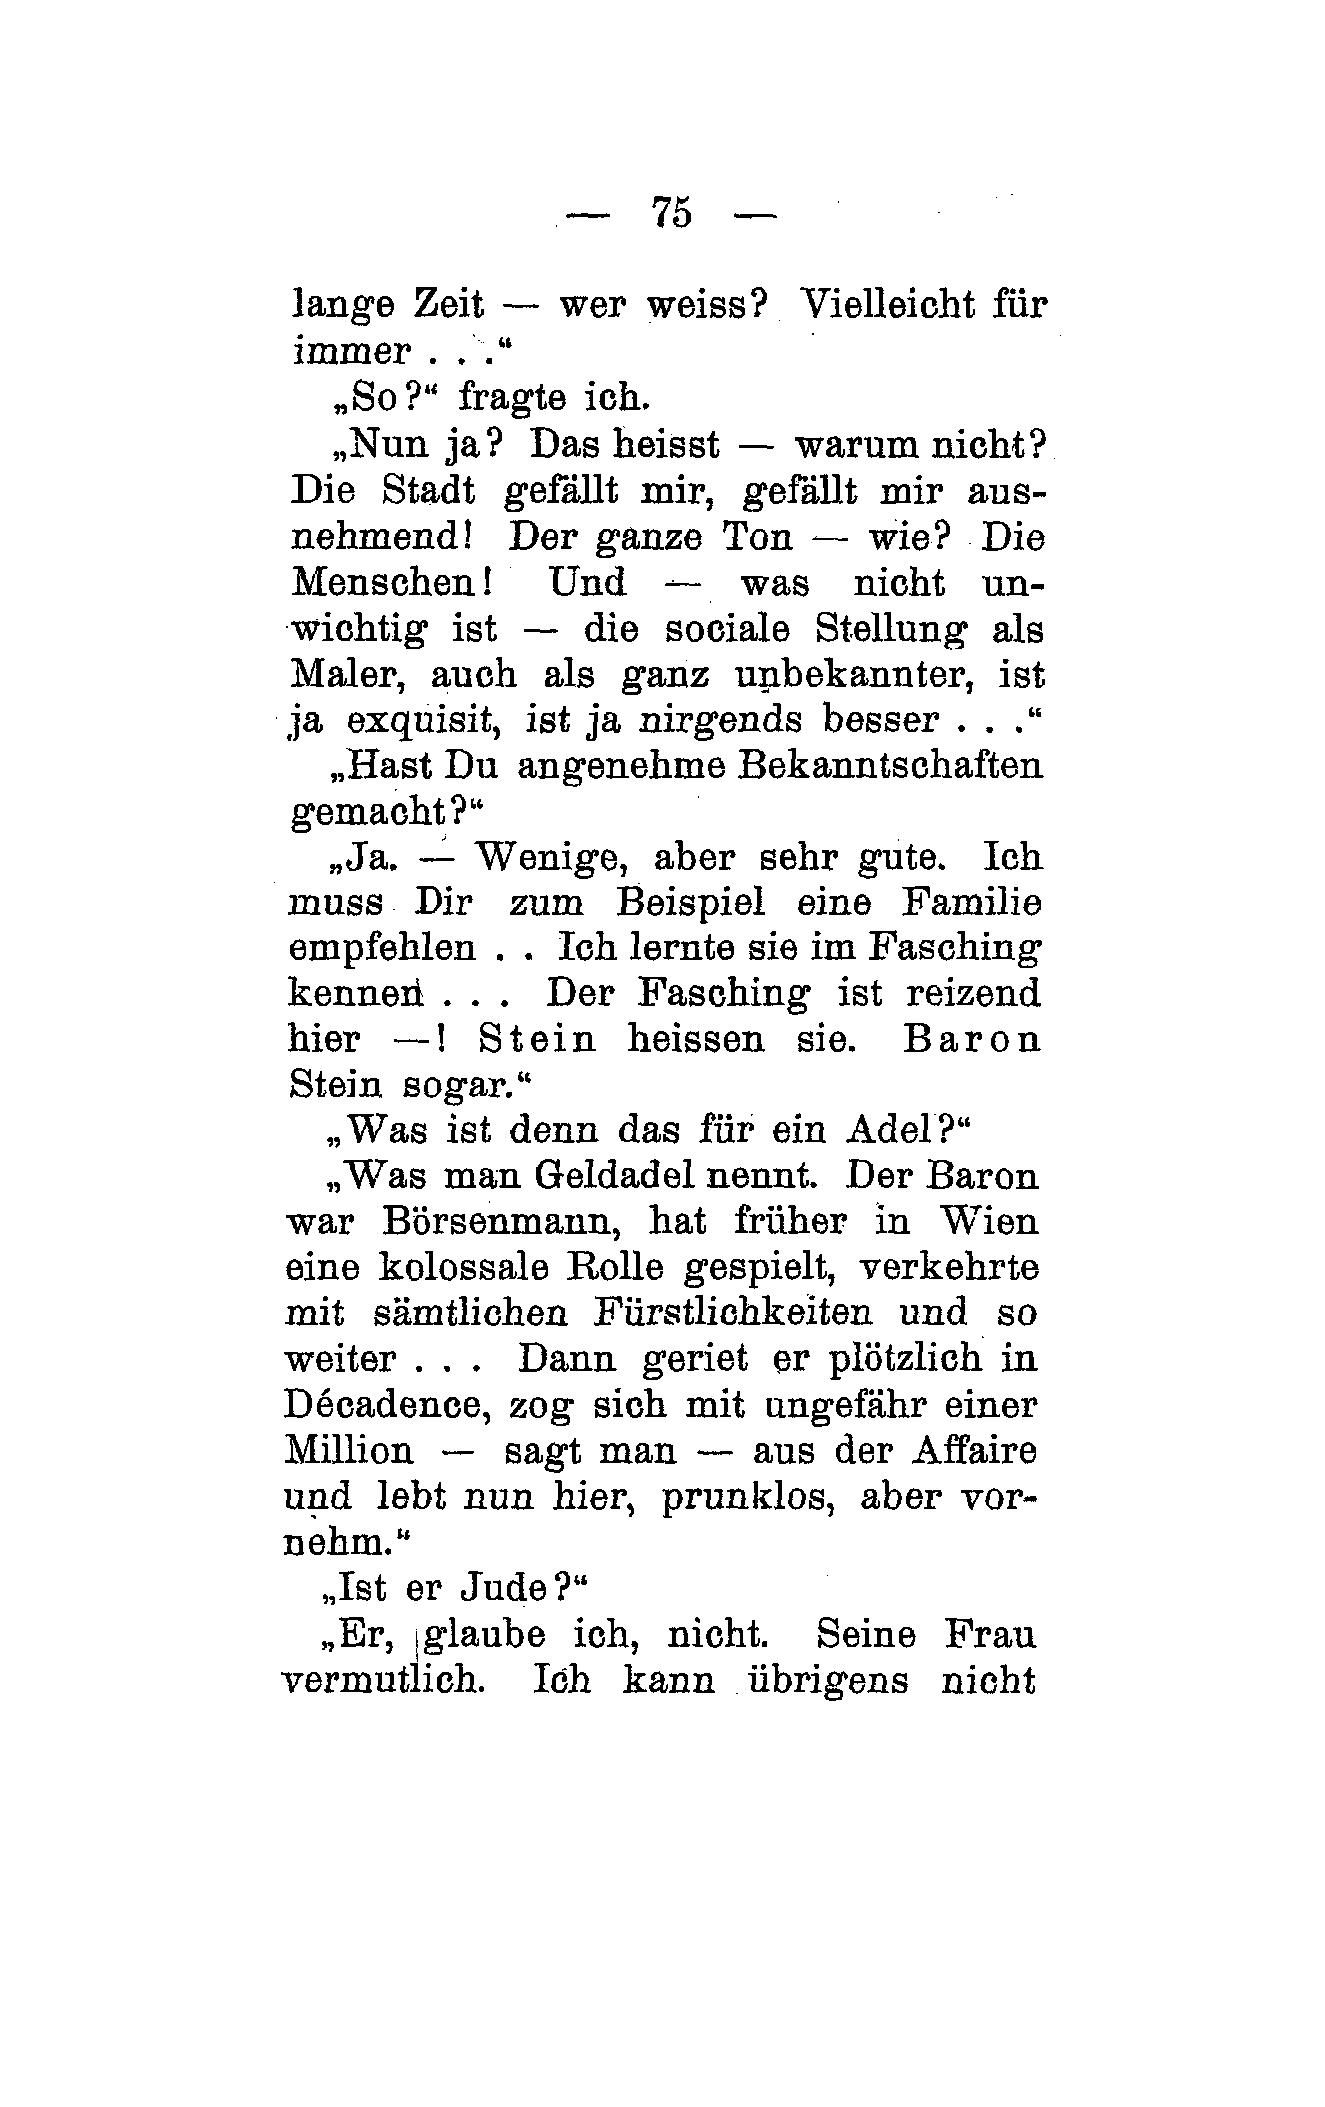 — 75 —
lange Zeit — wer weiss? Vielleicht für
immer . . .“
„So?“ fragte ich.
„Nun ja? Das heisst — warum nicht?
Die Stadt gefällt mir, gefällt mir aus-
nehmend! Der ganze Ton — wie? Die
Menschen! Und — was nicht un-
wichtig ist — die sociale Stellung als
Maler, auch als ganz unbekannter, ist
ja exquisit, ist ja nirgends besser . . .“
„Hast Du angenehme Bekanntschaften
gemacht?“
„Ja. — Wenige, aber sehr gute. Ich
muss Dir zum Beispiel eine Familie
empfehlen . . Ich lernte sie im Fasching
kennen . . . Der Fasching ist reizend
hier —! Stein heissen sie. Baron
Stein sogar.“
„Was ist denn das für ein Adel?“
„Was man Geldadel nennt. Der Baron
war Börsenmann, hat früher in Wien
eine kolossale Rolle gespielt, verkehrte
mit sämtlichen Fürstlichkeiten und so
weiter . . . Dann geriet er plötzlich in
Décadence, zog sich mit ungefähr einer
Million — sagt man — aus der Affaire
und lebt nun hier, prunklos, aber vor-
nehm.“
„Ist er Jude?“
„Er, glaube ich, nicht. Seine Frau
vermutlich. Ich kann übrigens nicht